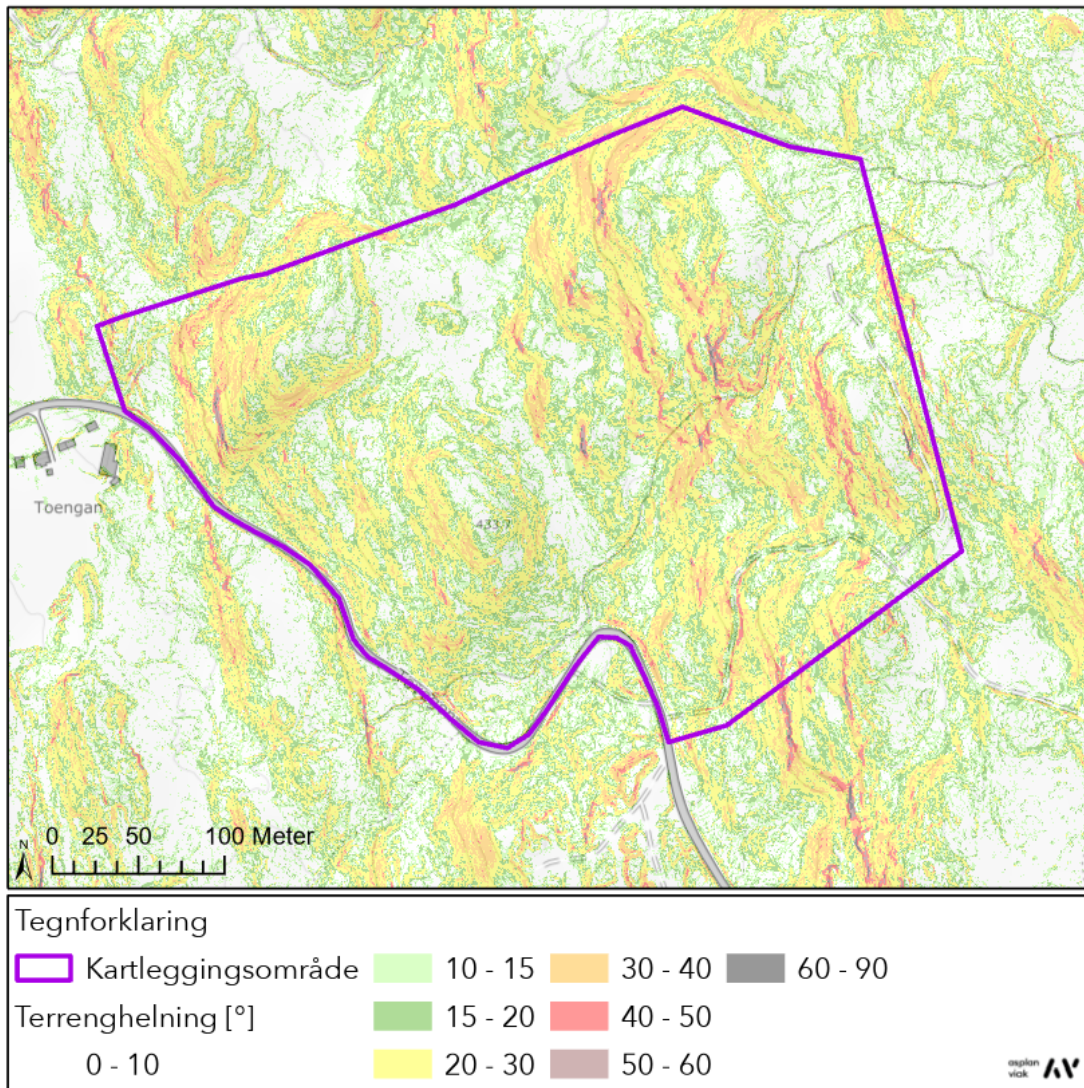 Toengan
433.7
N
0 25 50 100 Meter
Tegnforklaring
Kartleggingsområde
Terrenghelning [°]
0 - 10
10 - 15
15 - 20
20 - 30
30 - 40
40 - 50
50 - 60
60 - 90
asplan
viak